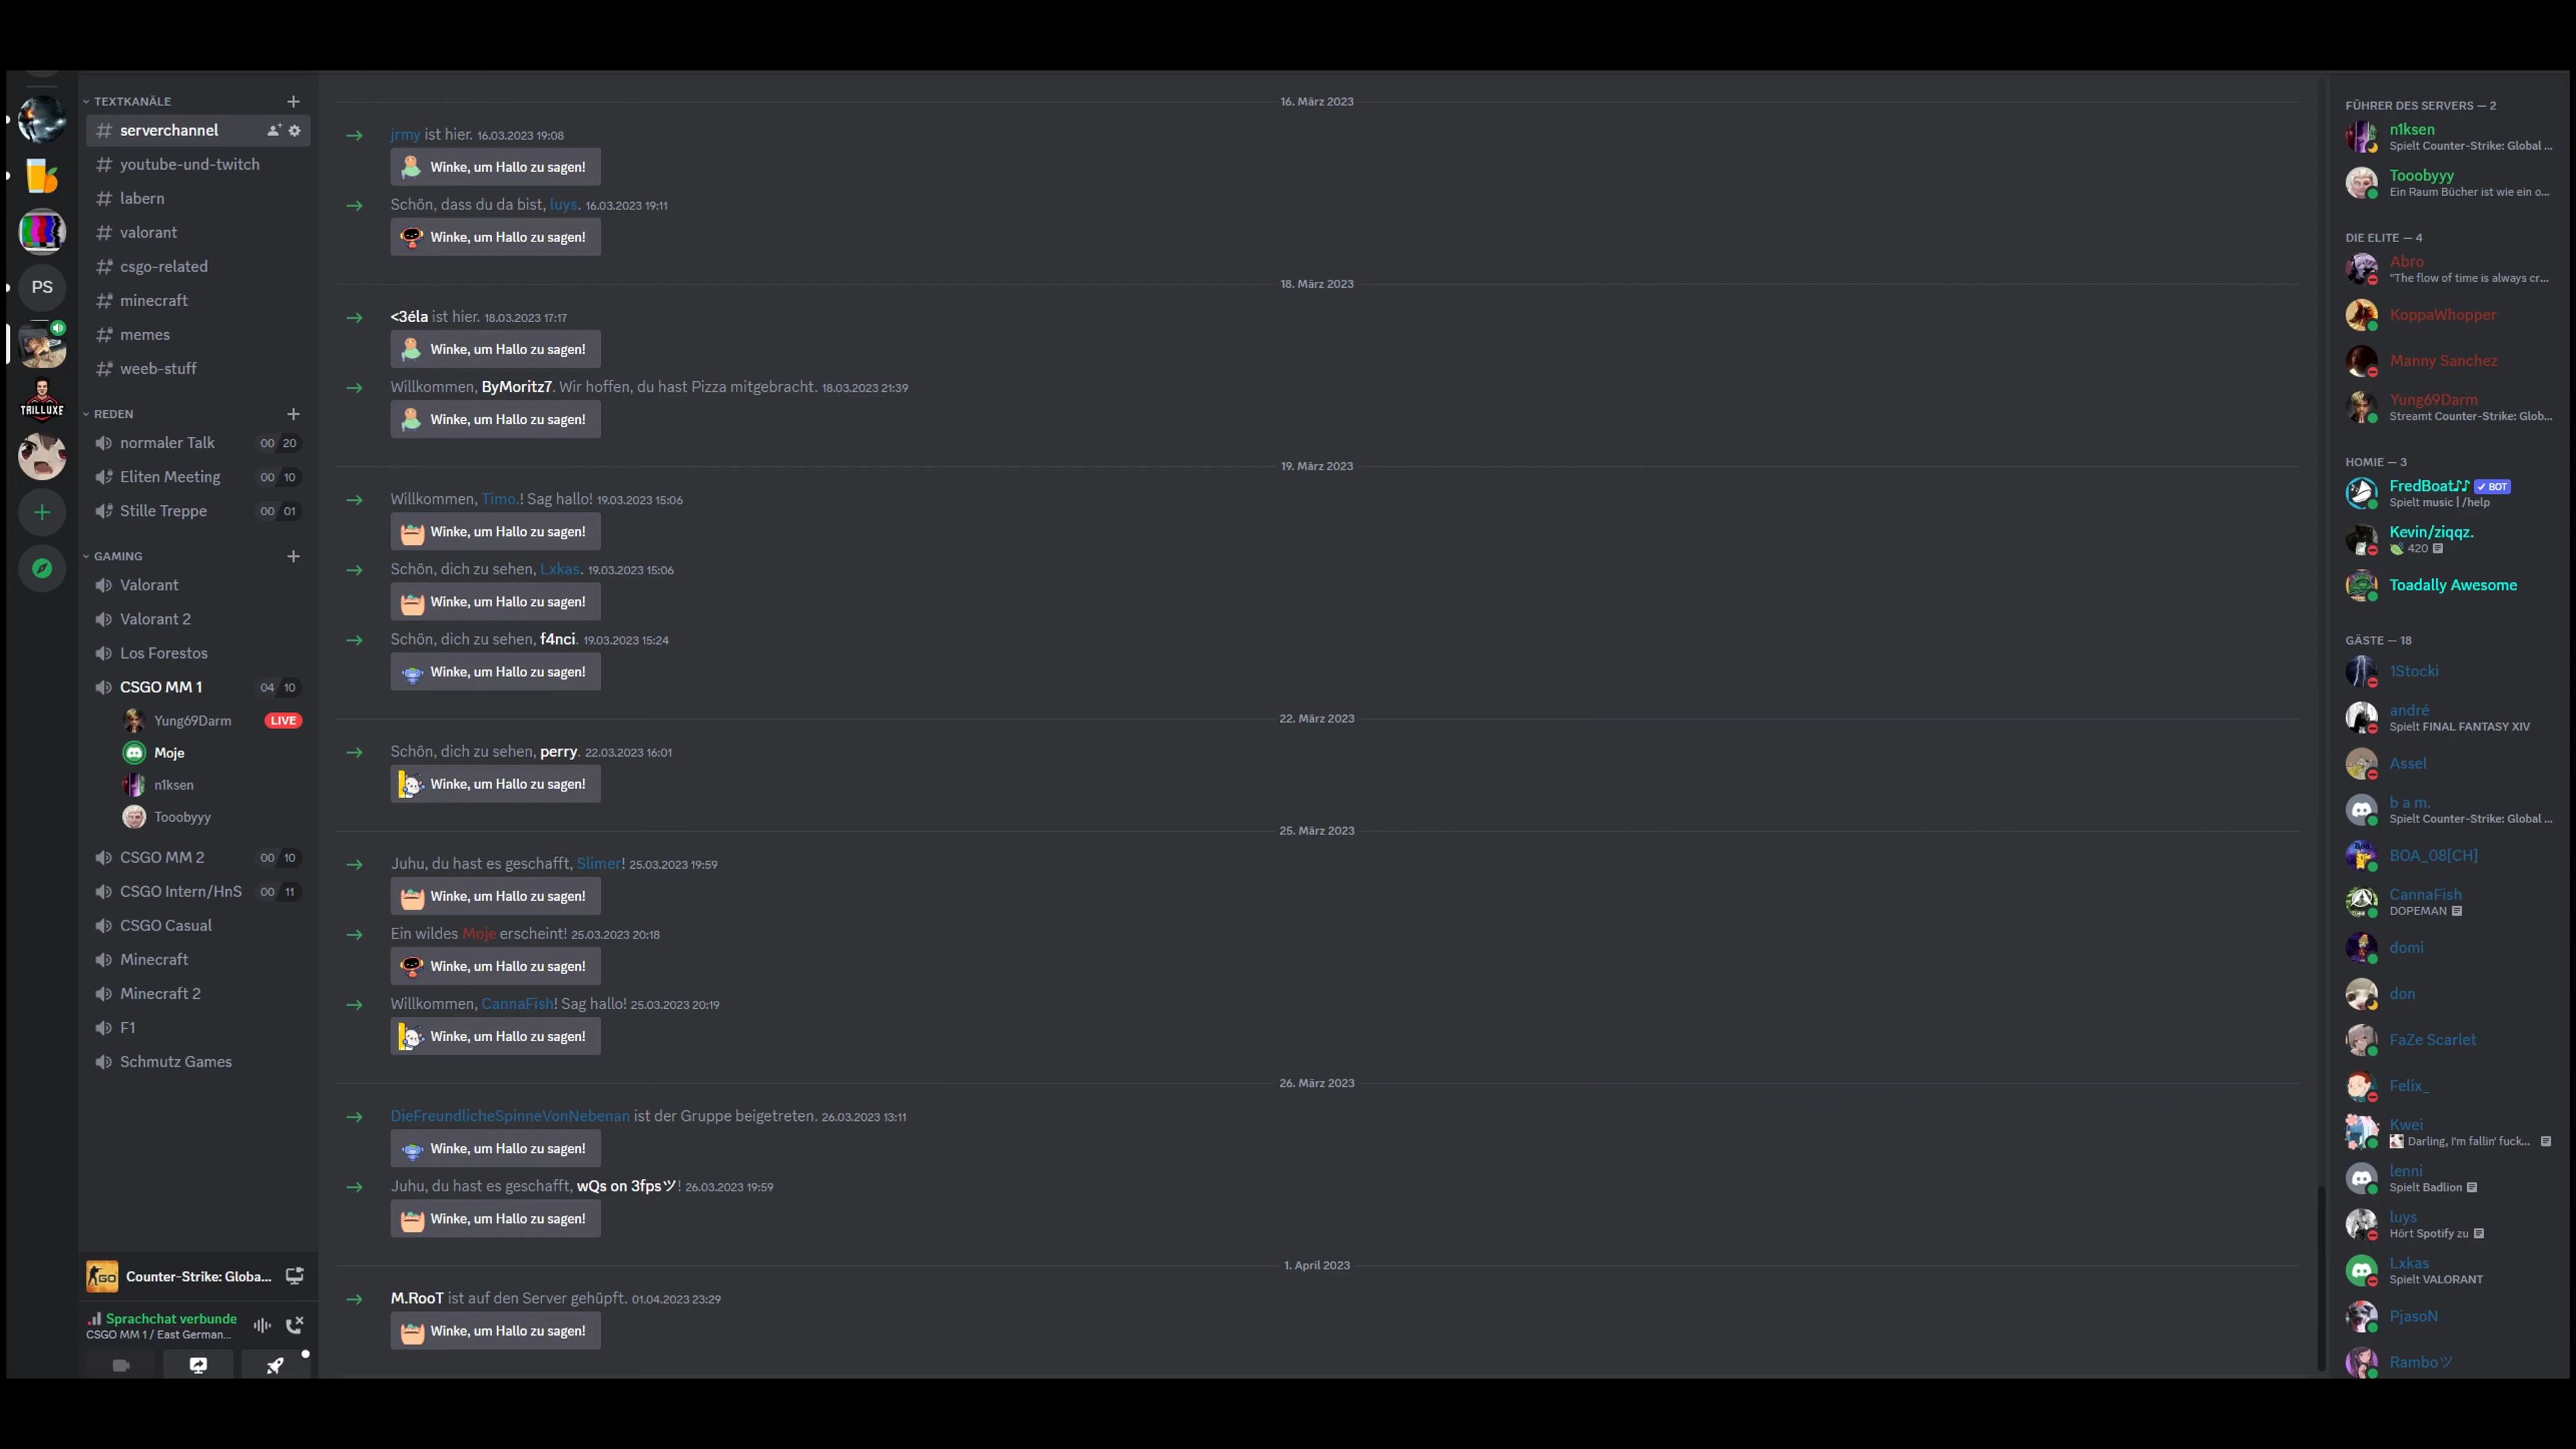 PS
TRILLUXE
TEXTKANÄLE
serverchannel
youtube-und-twitch
labern
valorant
csgo-related
minecraft
memes
weeb-stuff
REDEN
normaler Talk 00 20
Eliten Meeting 00 10
Stille Treppe 00 01
GAMING
Valorant
Valorant 2
Los Forestos
CSGO MM 1 04 10
Yung69Darm LIVE
Moje
n1ksen
Tooobyyy
CSGO MM 2 00 10
CSGO Intern/HnS 00 11
CSGO Casual
Minecraft
Minecraft 2
F1
Schmutz Games
GO Counter-Strike: Globa...
Sprachchat verbunde
CSGO MM 1 / East German...
16. März 2023
jrmy ist hier. 16.03.2023 19:08
Winke, um Hallo zu sagen!
Schön, dass du da bist, luys. 16.03.2023 19:11
Winke, um Hallo zu sagen!
18. März 2023
<3éla ist hier. 18.03.2023 17:17
Winke, um Hallo zu sagen!
Willkommen, ByMoritz7. Wir hoffen, du hast Pizza mitgebracht. 18.03.2023 21:39
Winke, um Hallo zu sagen!
19. März 2023
Willkommen, Timo.! Sag hallo! 19.03.2023 15:06
Winke, um Hallo zu sagen!
Schön, dich zu sehen, Lxkas. 19.03.2023 15:06
Winke, um Hallo zu sagen!
Schön, dich zu sehen, f4nci. 19.03.2023 15:24
Winke, um Hallo zu sagen!
22. März 2023
Schön, dich zu sehen, perry. 22.03.2023 16:01
Winke, um Hallo zu sagen!
25. März 2023
Juhu, du hast es geschafft, Slimer! 25.03.2023 19:59
Winke, um Hallo zu sagen!
Ein wildes Moje erscheint! 25.03.2023 20:18
Winke, um Hallo zu sagen!
Willkommen, CannaFish! Sag hallo! 25.03.2023 20:19
Winke, um Hallo zu sagen!
26. März 2023
DieFreundlicheSpinneVonNebenan ist der Gruppe beigetreten. 26.03.2023 13:11
Winke, um Hallo zu sagen!
Juhu, du hast es geschafft, wQs on 3fpsツ! 26.03.2023 19:59
Winke, um Hallo zu sagen!
1. April 2023
M.RooT ist auf den Server gehüpft. 01.04.2023 23:29
Winke, um Hallo zu sagen!
FÜHRER DES SERVERS — 2
n1ksen
Spielt Counter-Strike: Global ...
Tooobyyy
Ein Raum Bücher ist wie ein o...
DIE ELITE — 4
Abro
"The flow of time is always cr...
KoppaWhopper
Manny Sanchez
Yung69Darm
Streamt Counter-Strike: Glob...
HOMIE — 3
FredBoat♪♪ ✓ BOT
Spielt music | /help
Kevin/ziqqz.
420
Toadally Awesome
GÄSTE — 18
1Stocki
andré
Spielt FINAL FANTASY XIV
Assel
b a m.
Spielt Counter-Strike: Global ...
BOA_08[CH]
CannaFish
DOPEMAN
domi
don
FaZe Scarlet
Felix_
Kwei
Darling, I'm fallin' fuck...
lenni
Spielt Badlion
luys
Hört Spotify zu
Lxkas
Spielt VALORANT
PjasoN
Ramboツ